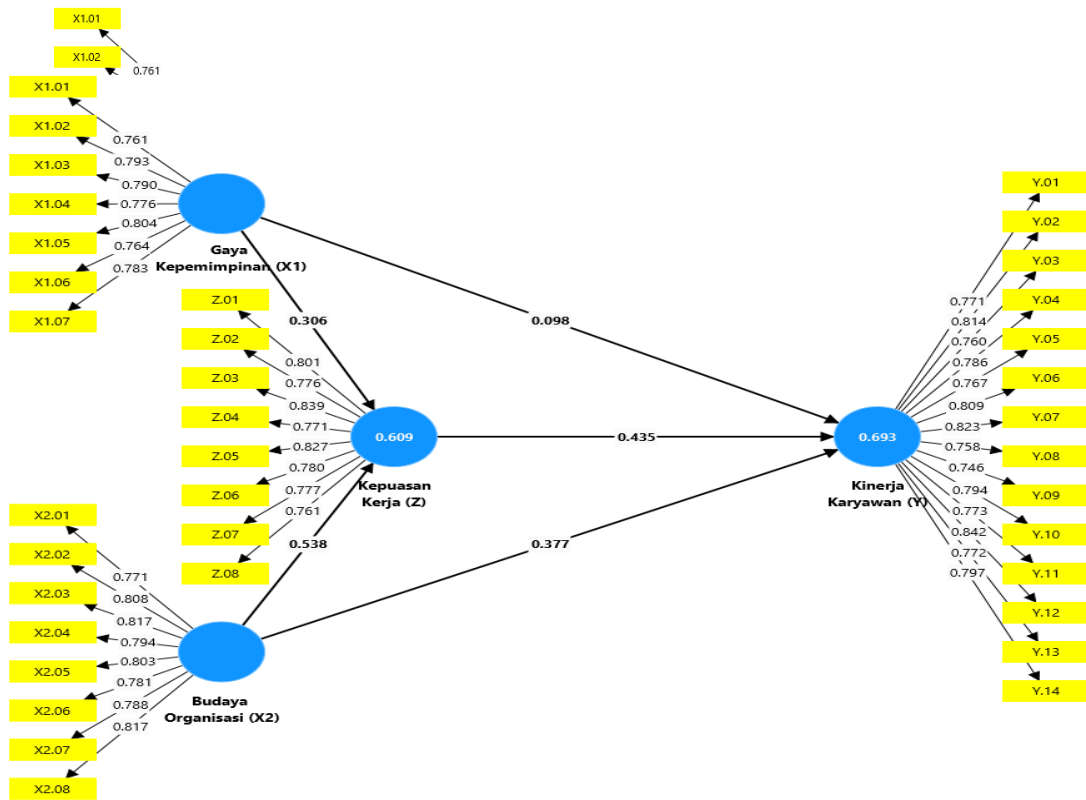 X1.01
X1.02
0.761
X1.01
X1.02
X1.03
X1.04
X1.05
X1.06
X1.07
0.761
0.793
0.790
0.776
0.804
0.764
0.783
Gaya
Kepemimpinan (X1)
0.306
0.098
Z.01
Z.02
Z.03
Z.04
Z.05
Z.06
Z.07
Z.08
0.801
0.776
0.839
0.771
0.827
0.780
0.777
0.761
0.609
Kepuasan
Kerja (Z)
0.435
0.538
0.377
X2.01
X2.02
X2.03
X2.04
X2.05
X2.06
X2.07
X2.08
0.771
0.808
0.817
0.794
0.803
0.781
0.788
0.817
Budaya
Organisasi (X2)
0.693
Kinerja
Karyawan (Y)
0.771
0.814
0.760
0.786
0.767
0.809
0.823
0.758
0.746
0.794
0.773
0.842
0.772
0.797
Y.01
Y.02
Y.03
Y.04
Y.05
Y.06
Y.07
Y.08
Y.09
Y.10
Y.11
Y.12
Y.13
Y.14